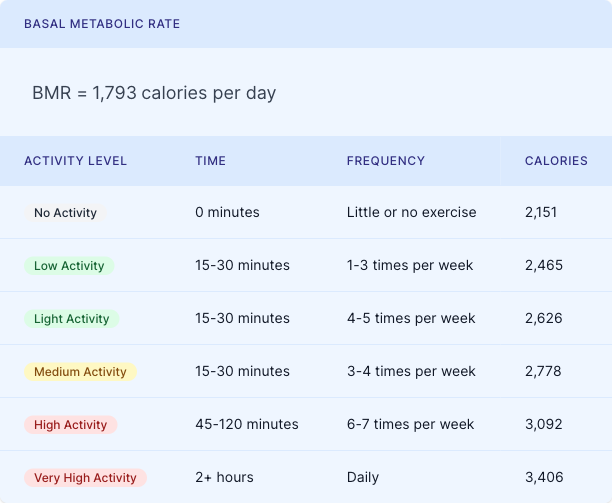 BASAL METABOLIC RATE
BMR = 1,793 calories per day
ACTIVITY LEVEL TIME FREQUENCY CALORIES
No Activity 0 minutes Little or no exercise 2,151
Low Activity 15-30 minutes 1-3 times per week 2,465
Light Activity 15-30 minutes 4-5 times per week 2,626
Medium Activity 15-30 minutes 3-4 times per week 2,778
High Activity 45-120 minutes 6-7 times per week 3,092
Very High Activity 2+ hours Daily 3,406